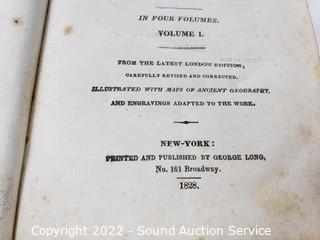 IN FOUR VOLUMES.
VOLUME I.
FROM THE LATEST LONDON EDITION,
CAREFULLY REVISED AND CORRECTED;
ILLUSTRATED WITH MAPS OF ANCIENT GEOGRAPHY,
AND ENGRAVINGS ADAPTED TO THE WORK.
NEW-YORK:
PRINTED AND PUBLISHED BY GEORGE LONG,
No. 161 Broadway.
1828.
Copyright 2022 - Sound Auction Service